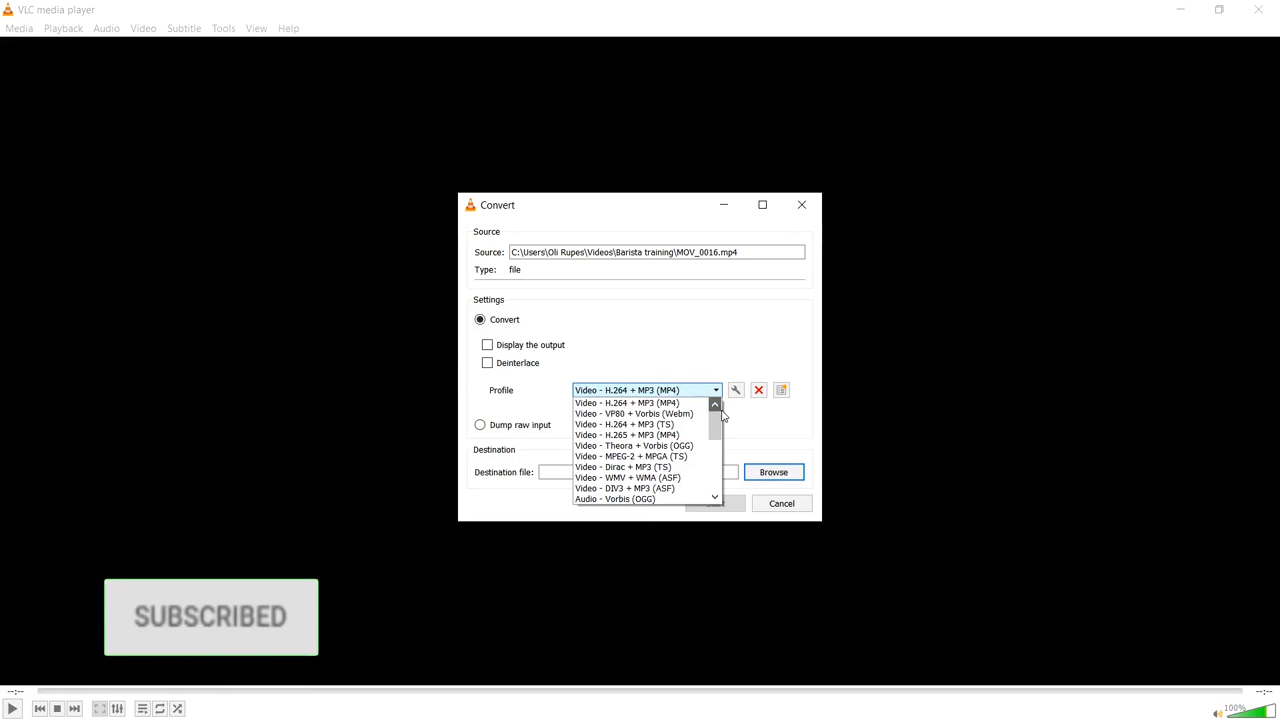 VLC media player
Media Playback Audio Video Subtitle Tools View Help
Convert
Source
Source: C:\Users\Oli Rupes\Videos\Barista training\MOV_0016.mp4
Type: file
Settings
Convert
Display the output
Deinterlace
Profile Video - H.264 + MP3 (MP4)
Video - H.264 + MP3 (MP4)
Video - VP80 + Vorbis (Webm)
Video - H.264 + MP3 (TS)
Dump raw input
Video - H.265 + MP3 (MP4)
Video - Theora + Vorbis (OGG)
Destination
Video - MPEG-2 + MPGA (TS)
Video - Dirac + MP3 (TS)
Destination file: Browse
Video - WMV + WMA (ASF)
Video - DIV3 + MP3 (ASF)
Audio - Vorbis (OGG)
Cancel
SUBSCRIBED
--:-- --:--
100%